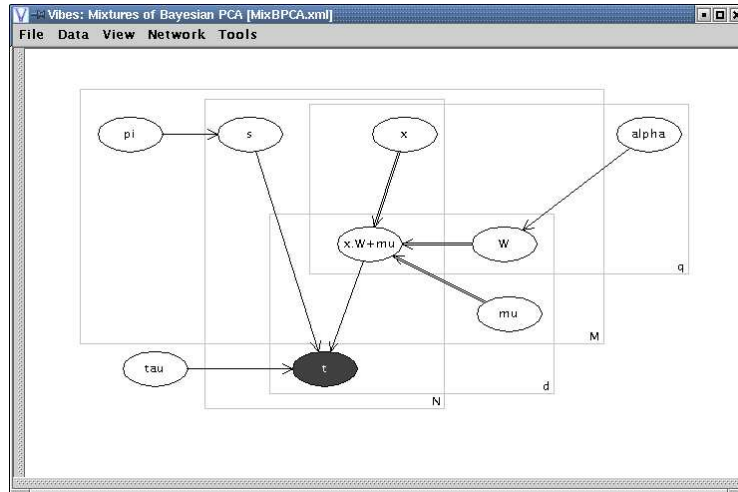 Vibes: Mixtures of Bayesian PCA [MixBPCA.xml]
File Data View Network Tools
pi s x alpha
x.W+mu W
q
mu
M
tau t
d
N